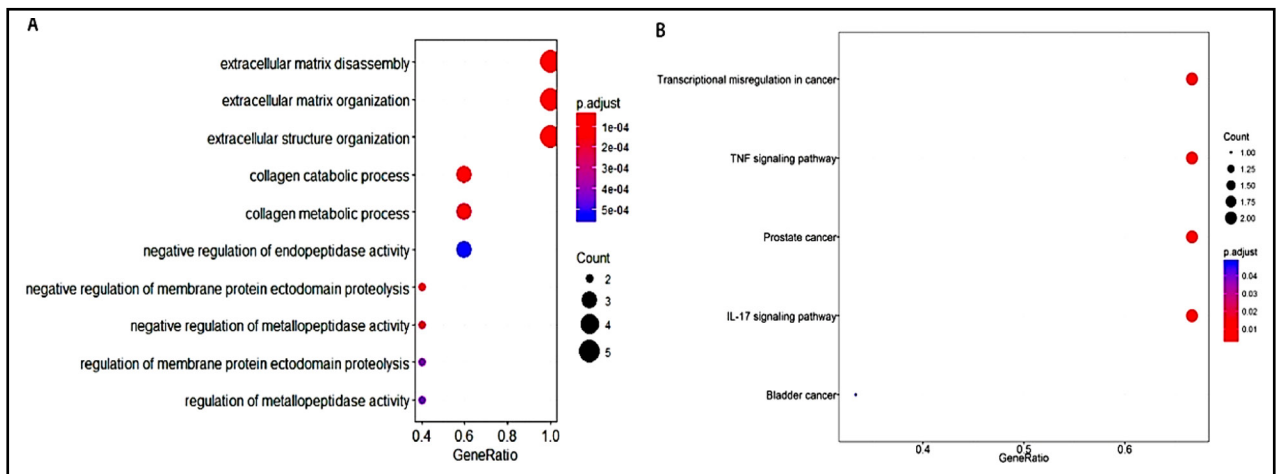 A
extracellular matrix disassembly
extracellular matrix organization
extracellular structure organization
collagen catabolic process
collagen metabolic process
negative regulation of endopeptidase activity
negative regulation of membrane protein ectodomain proteolysis
negative regulation of metallopeptidase activity
regulation of membrane protein ectodomain proteolysis
regulation of metallopeptidase activity
0.4 0.6 0.8 1.0
GeneRatio
p.adjust
1e-04
2e-04
3e-04
4e-04
5e-04
Count
2
3
4
5
B
Transcriptional misregulation in cancer
TNF signaling pathway
Prostate cancer
IL-17 signaling pathway
Bladder cancer
0.4 0.5 0.6
GeneRatio
Count
1.00
1.25
1.50
1.75
2.00
p.adjust
0.04
0.03
0.02
0.01